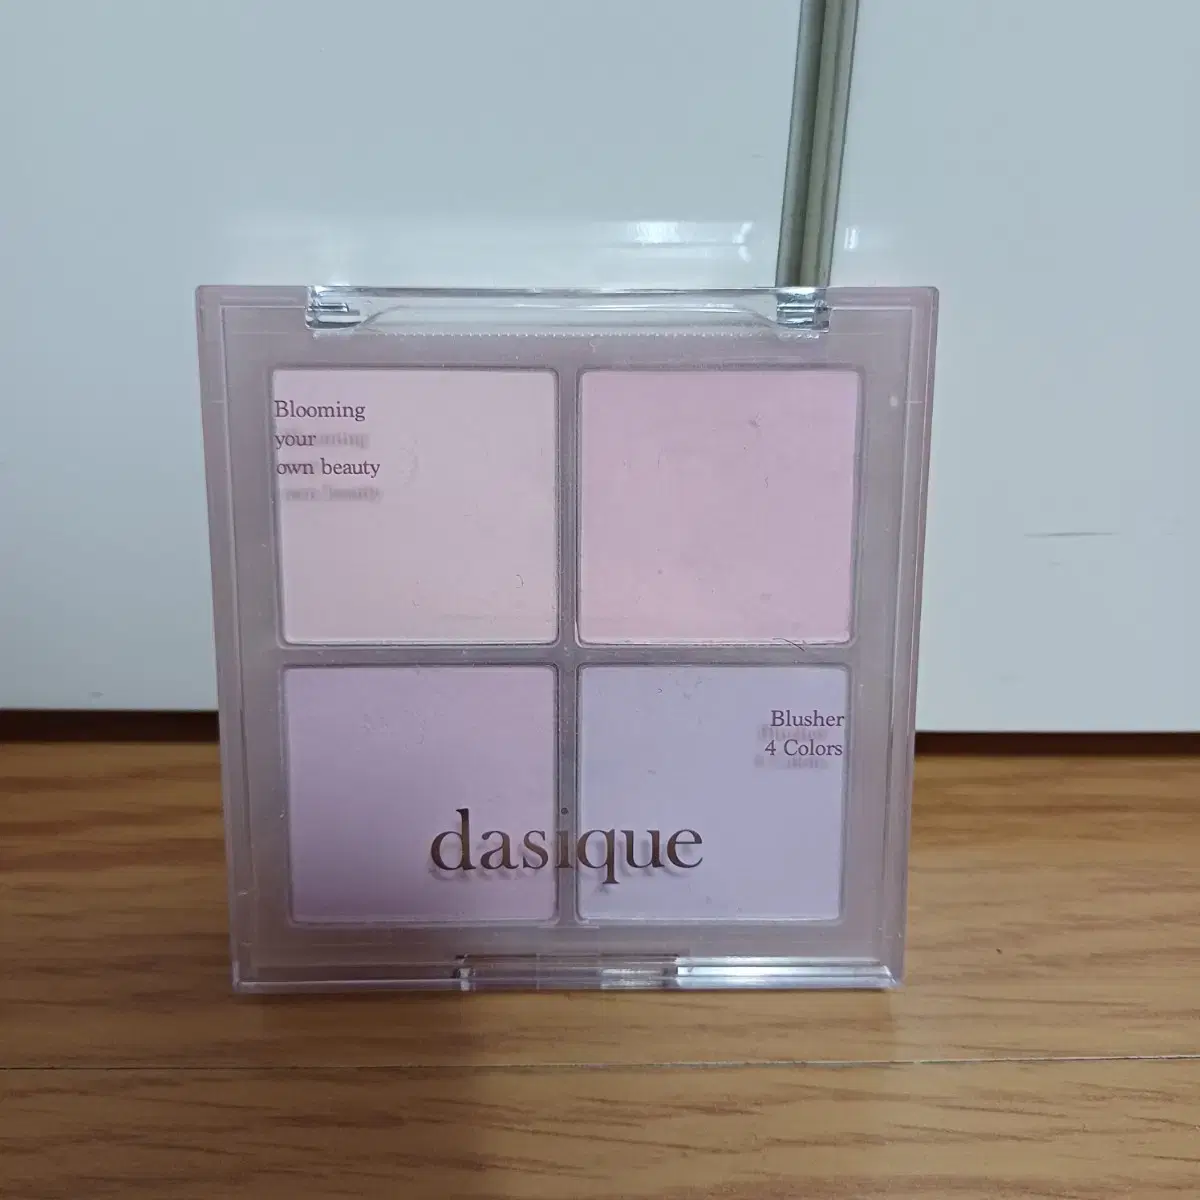 Blooming
your
own beauty
Blusher
4 Colors
dasique